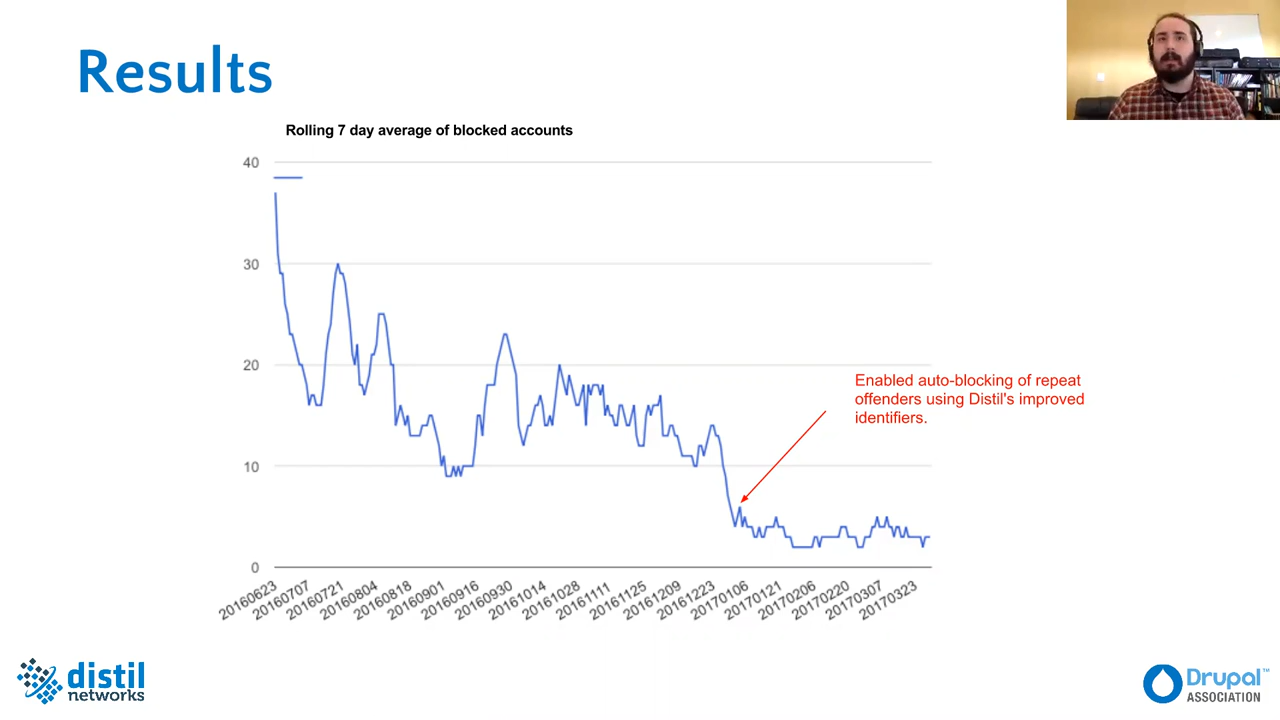 Results
Rolling 7 day average of blocked accounts
40
30
20
10
0
Enabled auto-blocking of repeat
offenders using Distil's improved
identifiers.
20160623
20160707
20160721
20160804
20160818
20160901
20160916
20160930
20161014
20161028
20161111
20161125
20161209
20161223
20170106
20170121
20170206
20170220
20170307
20170323
distil
networks
Drupal™
ASSOCIATION